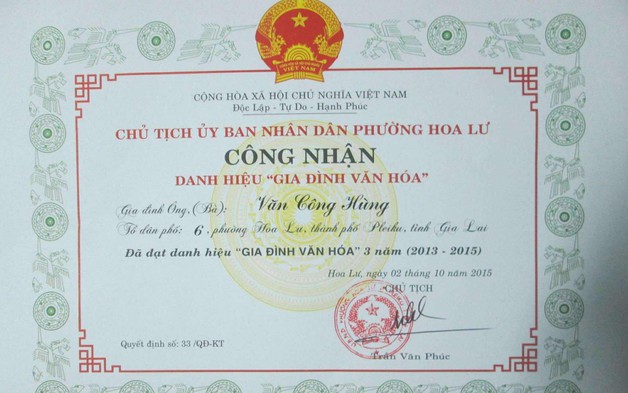 CỘNG HÒA XÃ HỘI CHỦ NGHĨA VIỆT NAM
Độc Lập - Tự Do - Hạnh Phúc
CHỦ TỊCH ỦY BAN NHÂN DÂN PHƯỜNG HOA LƯ
CÔNG NHẬN
DANH HIỆU “GIA ĐÌNH VĂN HÓA”
Gia đình Ông, (Bà): Văn Công Hùng
Tổ dân phố: 6, phường Hoa Lư, thành phố Pleiku, tỉnh Gia Lai
Đã đạt danh hiệu “GIA ĐÌNH VĂN HÓA” 3 năm (2013 - 2015)
Hoa Lư, ngày 02 tháng 10 năm 2015
CHỦ TỊCH
Quyết định số: 33 /QĐ-KT
Trần Văn Phúc